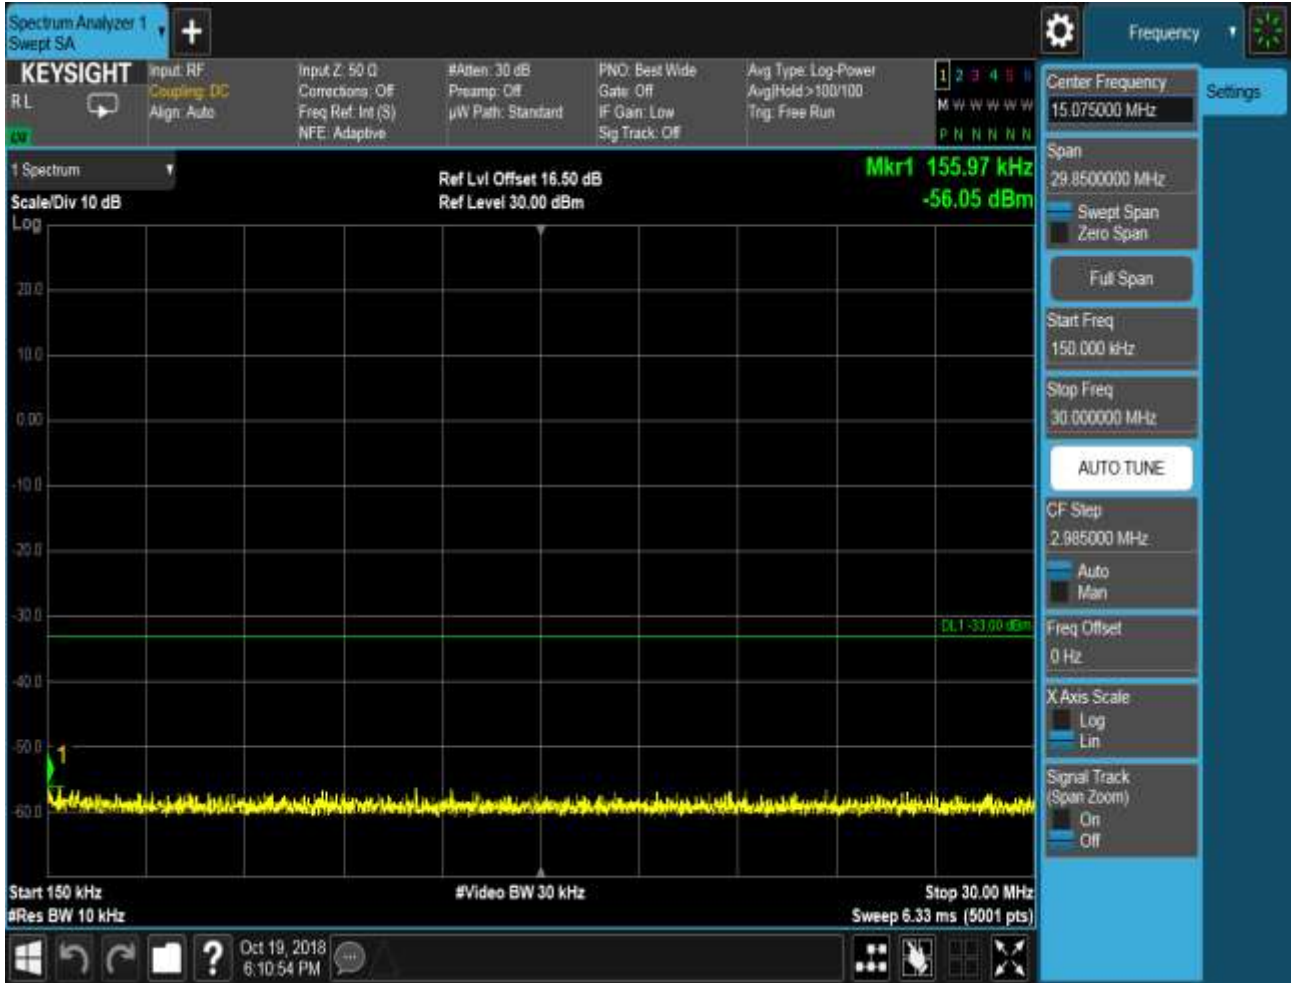 Spectrum Analyzer 1
Swept SA
+
Frequency
KEYSIGHT
RL
Input: RF
Coupling: DC
Align: Auto
Input Z: 50 Ω
Corrections: Off
Freq Ref: Int (S)
NFE: Adaptive
#Atten: 30 dB
Preamp: Off
µW Path: Standard
PNO: Best Wide
Gate: Off
IF Gain: Low
Sig Track: Off
Avg Type: Log-Power
Avg|Hold:>100/100
Trig: Free Run
1 2 3 4 5 6
M W W W W W
P N N N N N
1 Spectrum
Scale/Div 10 dB
Log
Ref Lvl Offset 16.50 dB
Ref Level 30.00 dBm
Mkr1 155.97 kHz
-56.05 dBm
20.0
10.0
0.00
-10.0
-20.0
-30.0
-40.0
-50.0
-60.0
DL1 -33.00 dBm
1
Start 150 kHz
#Res BW 10 kHz
#Video BW 30 kHz
Stop 30.00 MHz
Sweep 6.33 ms (5001 pts)
?
Oct 19, 2018
6:10:54 PM
Center Frequency
15.075000 MHz
Settings
Span
29.8500000 MHz
Swept Span
Zero Span
Full Span
Start Freq
150.000 kHz
Stop Freq
30.000000 MHz
AUTO TUNE
CF Step
2.985000 MHz
Auto
Man
Freq Offset
0 Hz
X Axis Scale
Log
Lin
Signal Track
(Span Zoom)
On
Off